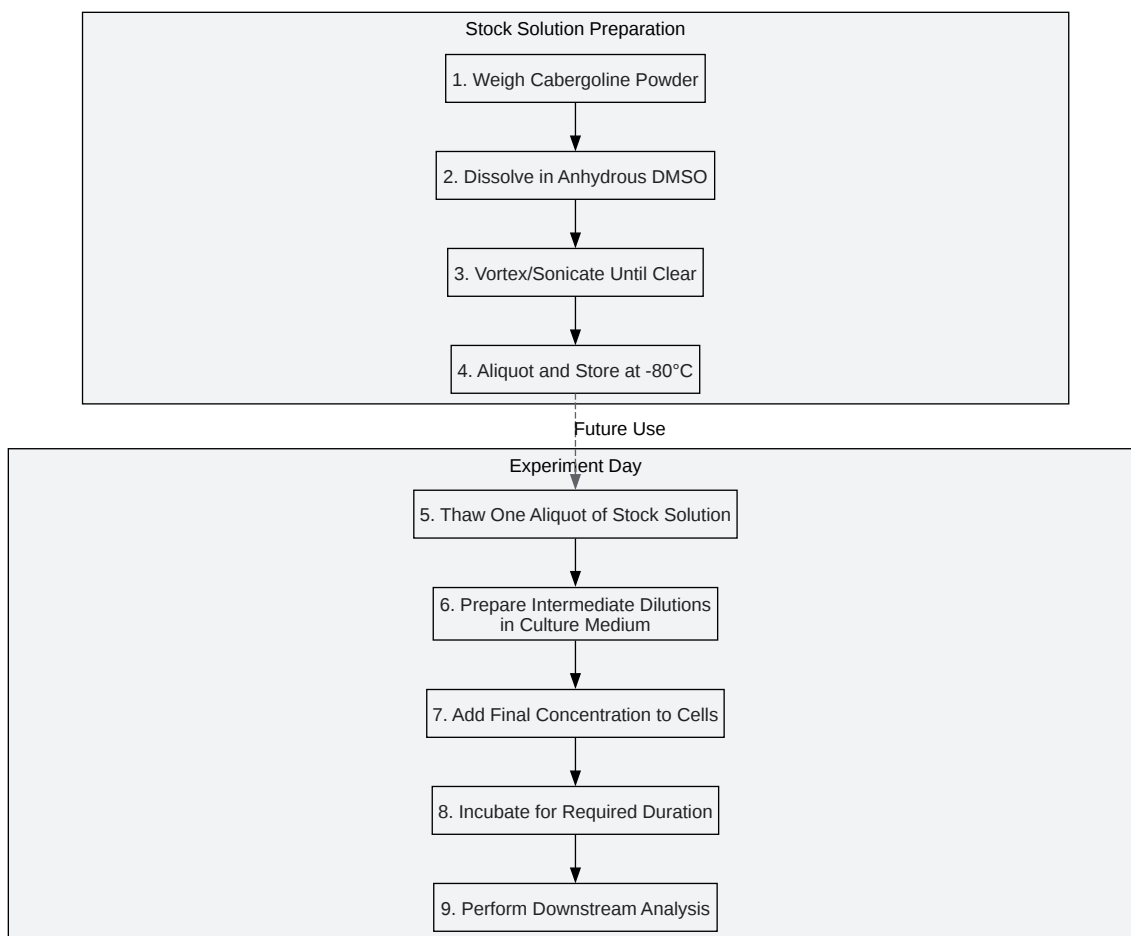 Stock Solution Preparation
1. Weigh Cabergoline Powder
2. Dissolve in Anhydrous DMSO
3. Vortex/Sonicate Until Clear
4. Aliquot and Store at -80°C
Future Use
Experiment Day
5. Thaw One Aliquot of Stock Solution
6. Prepare Intermediate Dilutions
in Culture Medium
7. Add Final Concentration to Cells
8. Incubate for Required Duration
9. Perform Downstream Analysis